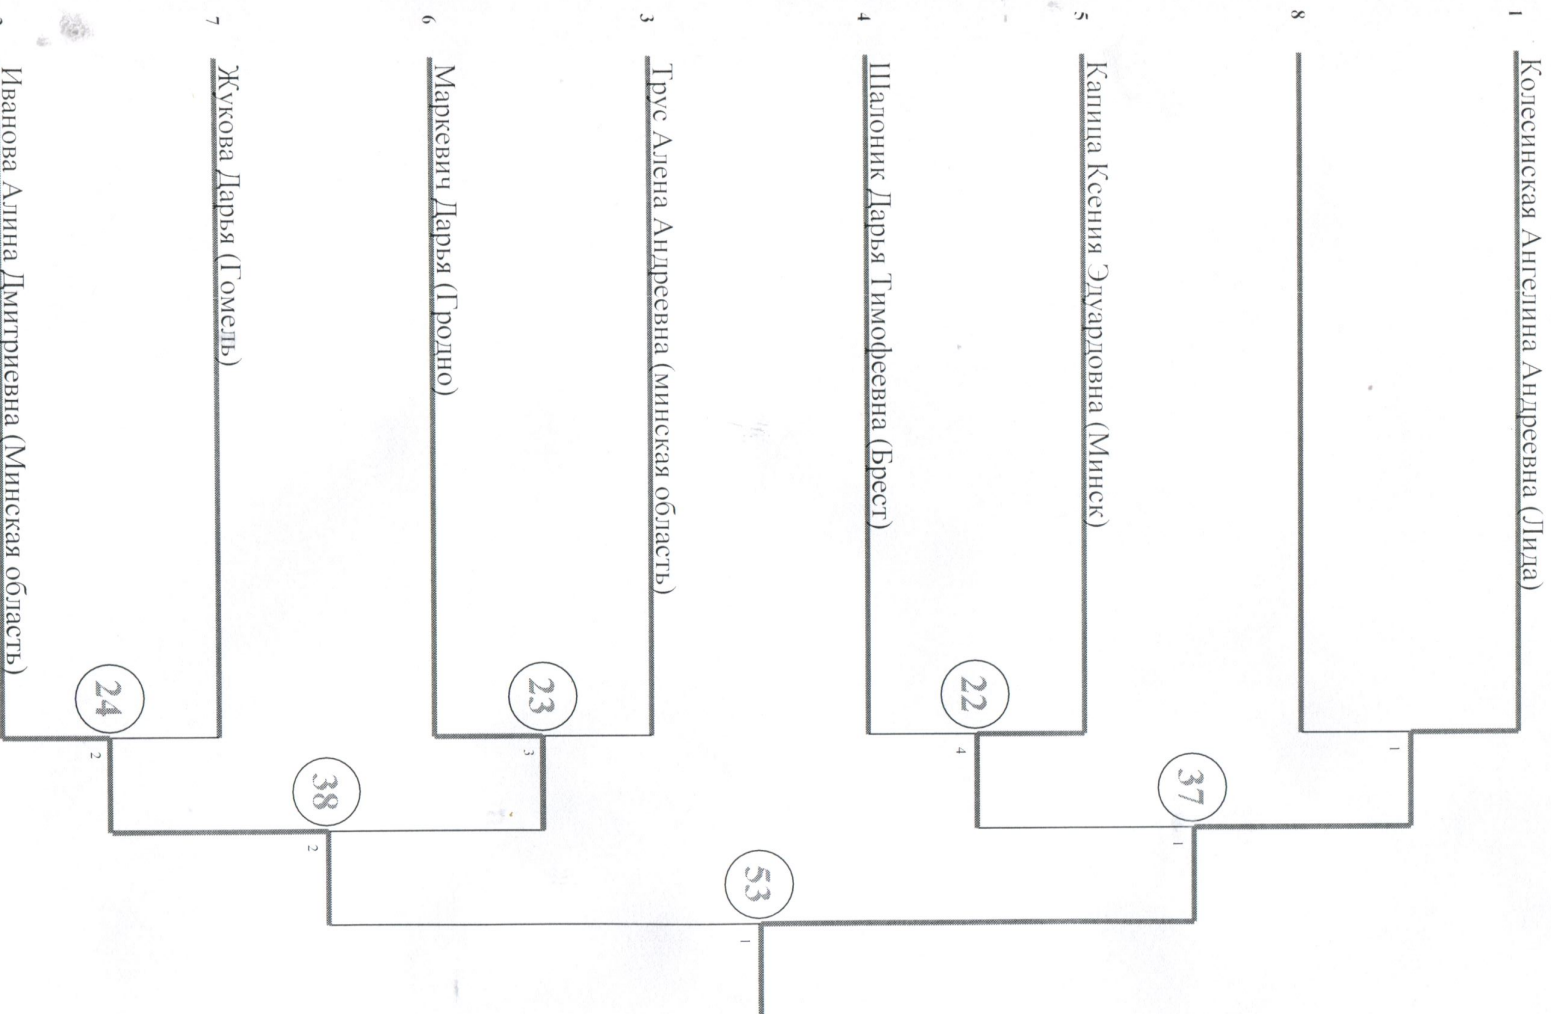 1 Колесинская Ангелина Андреевна (Лида)
8
5 Капица Ксения Эдуардовна (Минск)
4 Шалоник Дарья Тимофеевна (Брест)
3 Трус Алена Андреевна (минская область)
6 Маркевич Дарья (Гродно)
7 Жукова Дарья (Гомель)
Иванова Алина Дмитриевна (Минская область)
1
22
4
23
3
24
2
37
1
38
2
53
1